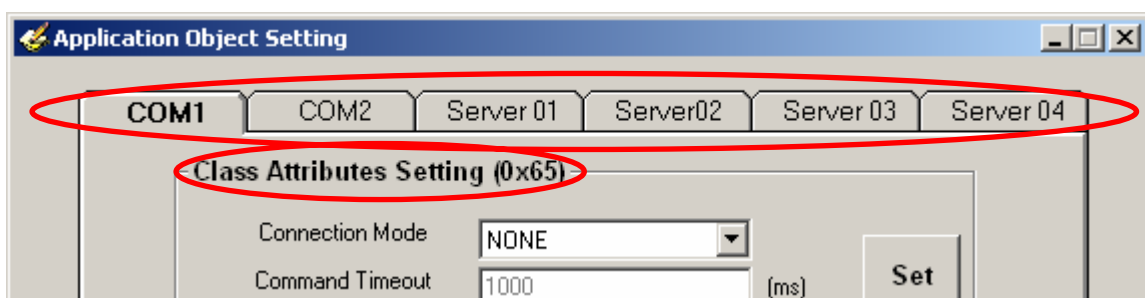 Application Object Setting
COM1 COM2 Server 01 Server02 Server 03 Server 04
Class Attributes Setting (0x65)
Connection Mode NONE
Command Timeout 1000 (ms) Set